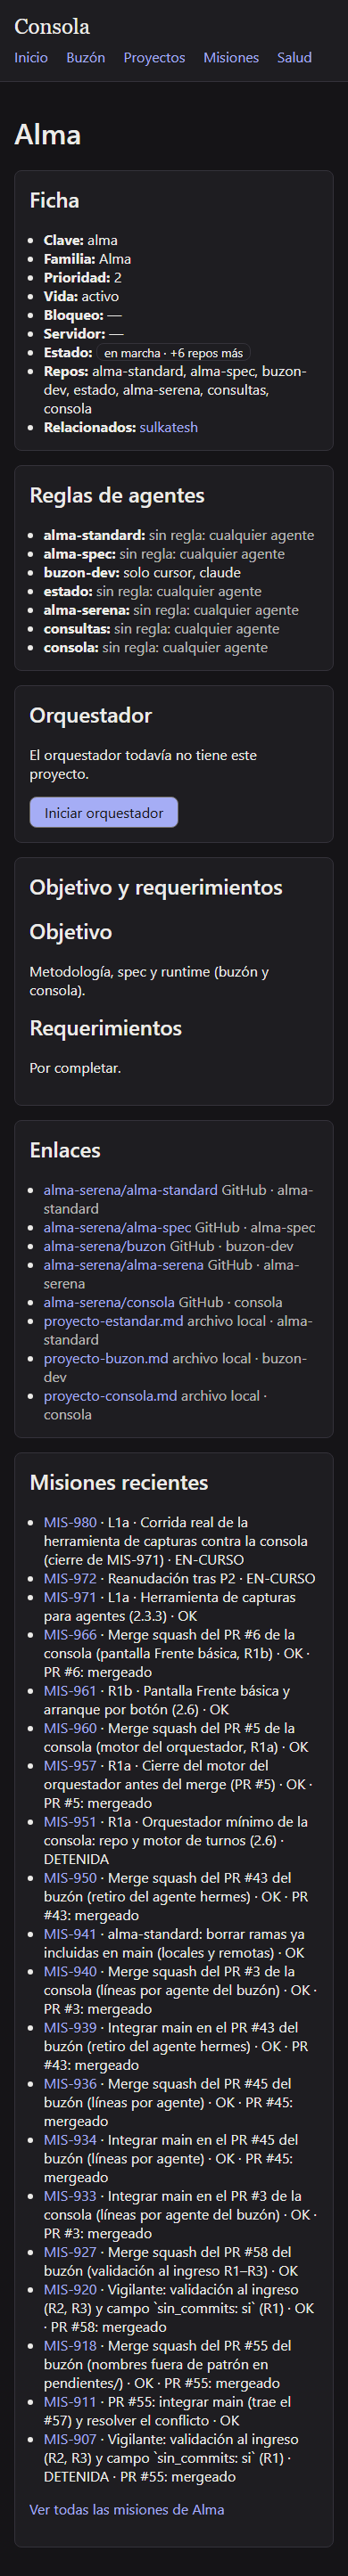 Consola
Inicio Buzón Proyectos Misiones Salud
Alma
Ficha
Clave: alma
Familia: Alma
Prioridad: 2
Vida: activo
Bloqueo: —
Servidor: —
Estado: en marcha · +6 repos más
Repos: alma-standard, alma-spec, buzon-
dev, estado, alma-serena, consultas,
consola
Relacionados: sulkatesh
Reglas de agentes
alma-standard: sin regla: cualquier agente
alma-spec: sin regla: cualquier agente
buzon-dev: solo cursor, claude
estado: sin regla: cualquier agente
alma-serena: sin regla: cualquier agente
consultas: sin regla: cualquier agente
consola: sin regla: cualquier agente
Orquestador
El orquestador todavía no tiene este
proyecto.
Iniciar orquestador
Objetivo y requerimientos
Objetivo
Metodología, spec y runtime (buzón y
consola).
Requerimientos
Por completar.
Enlaces
alma-serena/alma-standard GitHub · alma-
standard
alma-serena/alma-spec GitHub · alma-spec
alma-serena/buzon GitHub · buzon-dev
alma-serena/alma-serena GitHub · alma-
serena
alma-serena/consola GitHub · consola
proyecto-estandar.md archivo local · alma-
standard
proyecto-buzon.md archivo local · buzon-
dev
proyecto-consola.md archivo local ·
consola
Misiones recientes
MIS-980 · L1a · Corrida real de la
herramienta de capturas contra la consola
(cierre de MIS-971) · EN-CURSO
MIS-972 · Reanudación tras P2 · EN-CURSO
MIS-971 · L1a · Herramienta de capturas
para agentes (2.3.3) · OK
MIS-966 · Merge squash del PR #6 de la
consola (pantalla Frente básica, R1b) · OK ·
PR #6: mergeado
MIS-961 · R1b · Pantalla Frente básica y
arranque por botón (2.6) · OK
MIS-960 · Merge squash del PR #5 de la
consola (motor del orquestador, R1a) · OK
MIS-957 · R1a · Cierre del motor del
orquestador antes del merge (PR #5) · OK ·
PR #5: mergeado
MIS-951 · R1a · Orquestador mínimo de la
consola: repo y motor de turnos (2.6) ·
DETENIDA
MIS-950 · Merge squash del PR #43 del
buzón (retiro del agente hermes) · OK · PR
#43: mergeado
MIS-941 · alma-standard: borrar ramas ya
incluidas en main (locales y remotas) · OK
MIS-940 · Merge squash del PR #3 de la
consola (líneas por agente del buzón) · OK ·
PR #3: mergeado
MIS-939 · Integrar main en el PR #43 del
buzón (retiro del agente hermes) · OK · PR
#43: mergeado
MIS-936 · Merge squash del PR #45 del
buzón (líneas por agente) · OK · PR #45:
mergeado
MIS-934 · Integrar main en el PR #45 del
buzón (líneas por agente) · OK · PR #45:
mergeado
MIS-933 · Integrar main en el PR #3 de la
consola (líneas por agente del buzón) · OK ·
PR #3: mergeado
MIS-927 · Merge squash del PR #58 del
buzón (validación al ingreso R1–R3) · OK
MIS-920 · Vigilante: validación al ingreso
(R2, R3) y campo `sin_commits: si` (R1) · OK
· PR #58: mergeado
MIS-918 · Merge squash del PR #55 del
buzón (nombres fuera de patrón en
pendientes/) · OK · PR #55: mergeado
MIS-911 · PR #55: integrar main (trae el
#57) y resolver el conflicto · OK
MIS-907 · Vigilante: validación al ingreso
(R2, R3) y campo `sin_commits: si` (R1) ·
DETENIDA · PR #55: mergeado
Ver todas las misiones de Alma